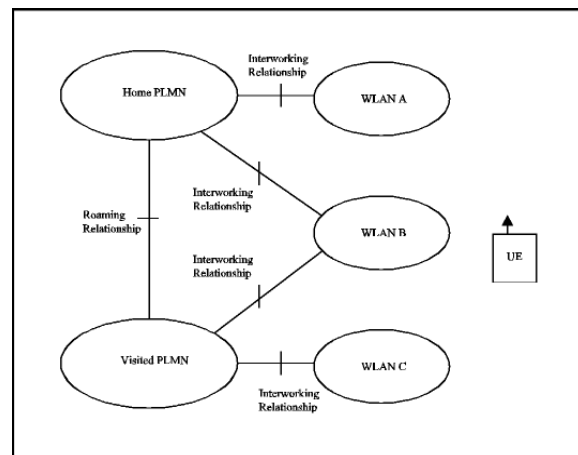 Interworking
Relationship
Home PLMN
WLAN A
Interworking
Relationship
Roaming
Relationship
WLAN B
UE
Interworking
Relationship
Visited PLMN
WLAN C
Interworking
Relationship